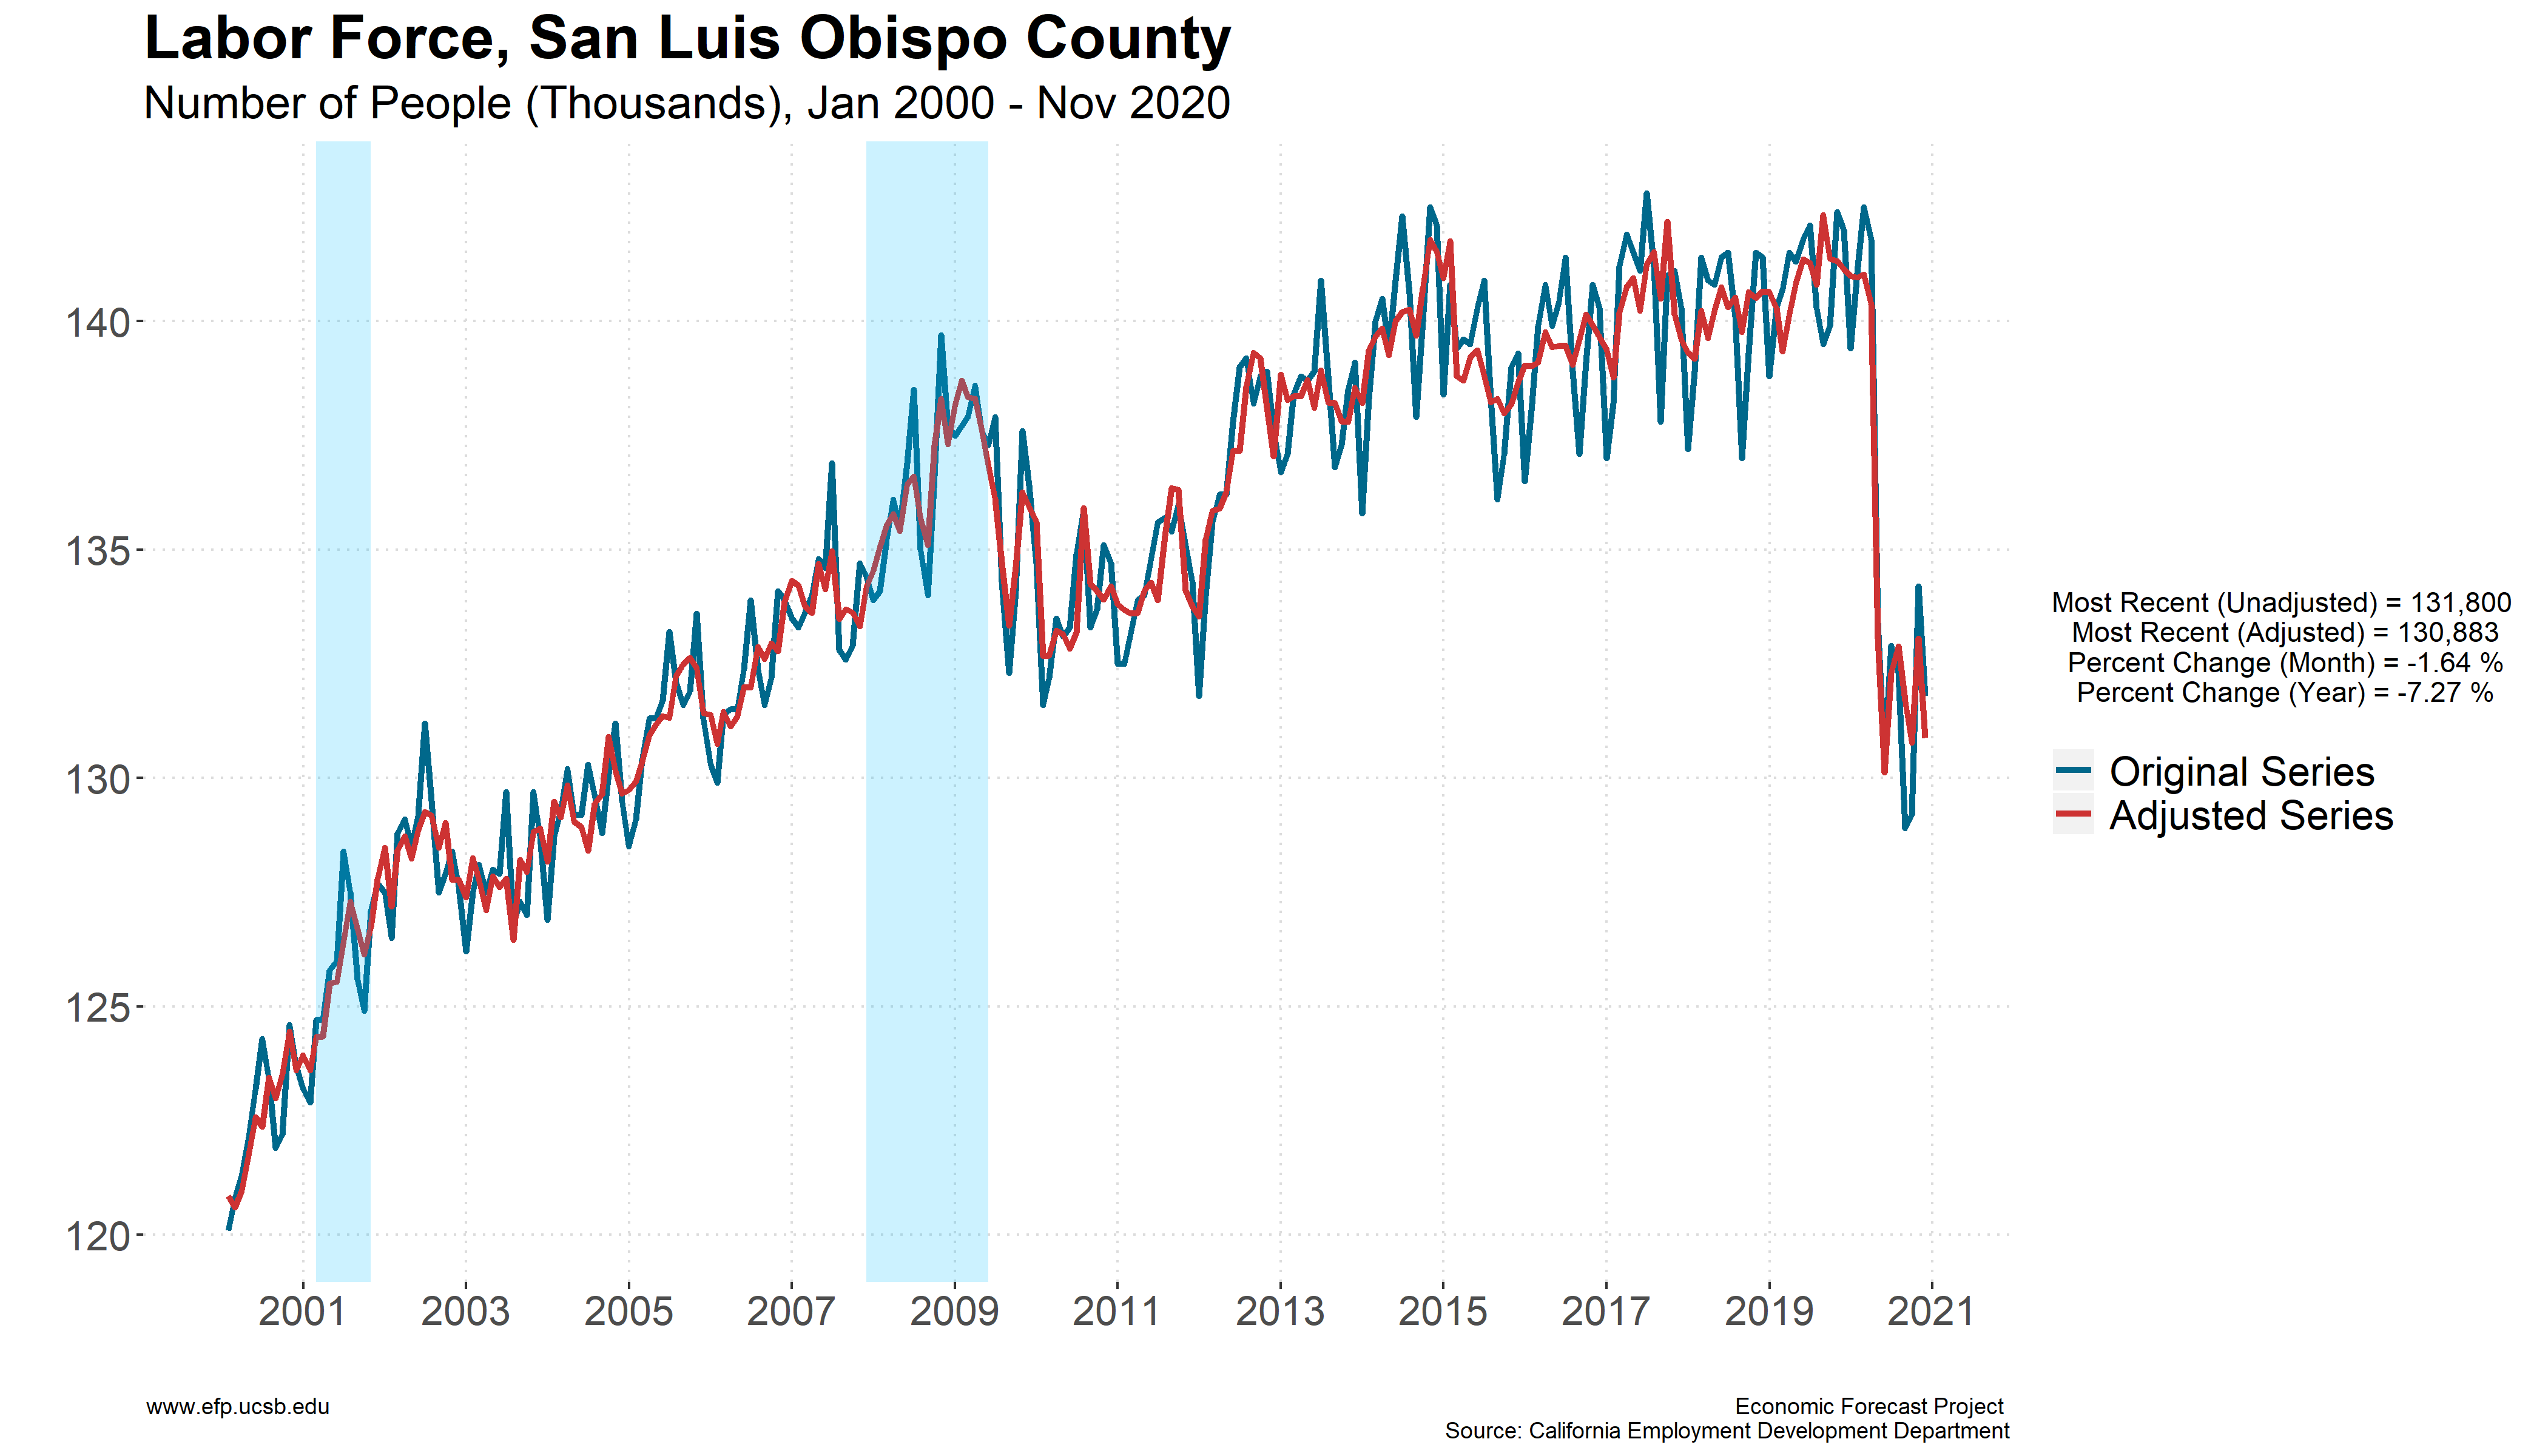 Labor Force, San Luis Obispo County
Number of People (Thousands), Jan 2000 - Nov 2020
140
135
130
125
120
2001 2003 2005 2007 2009 2011 2013 2015 2017 2019 2021
Most Recent (Unadjusted) = 131,800
Most Recent (Adjusted) = 130,883
Percent Change (Month) = -1.64 %
Percent Change (Year) = -7.27 %
Original Series
Adjusted Series
www.efp.ucsb.edu
Economic Forecast Project
Source: California Employment Development Department